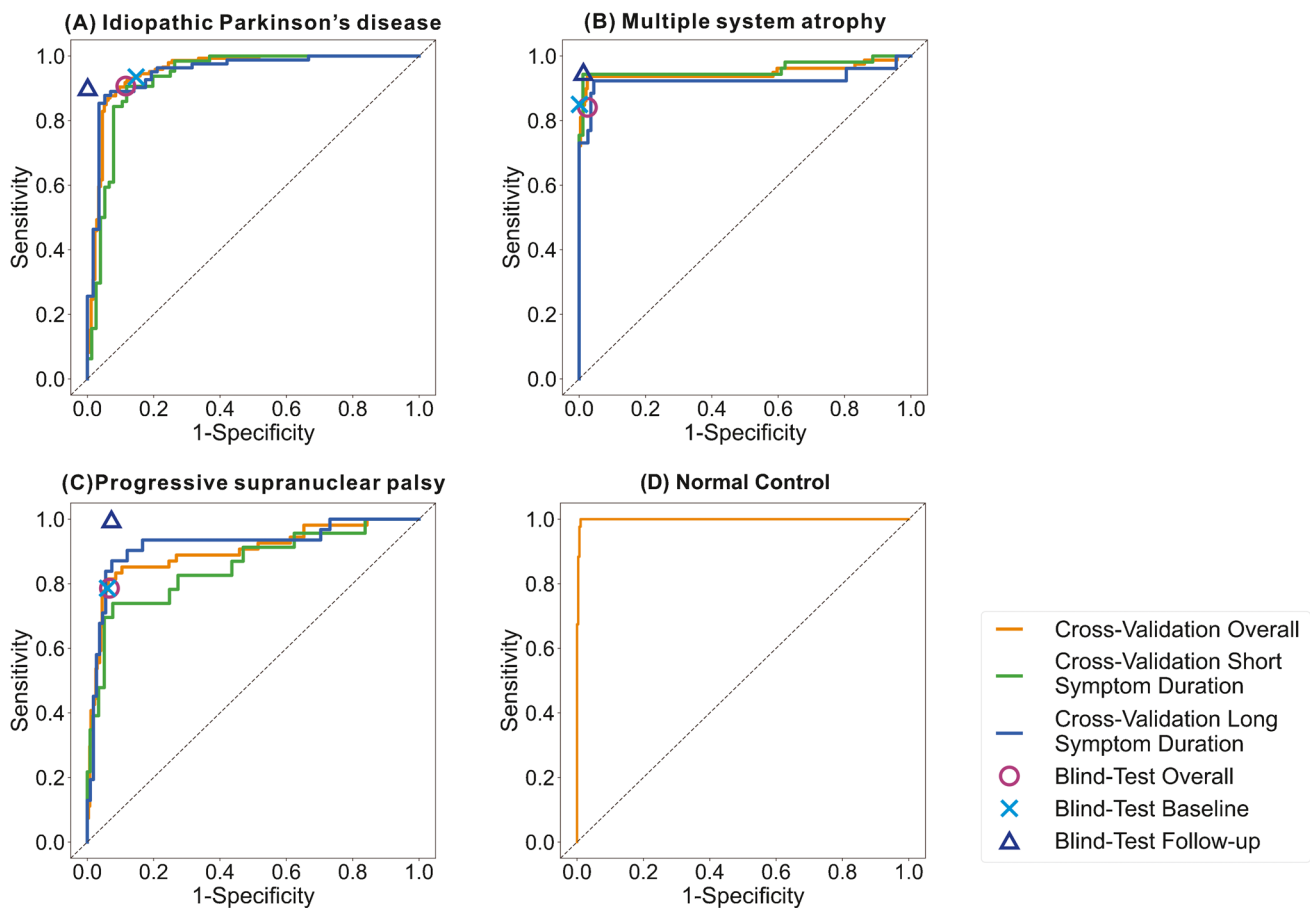 (A) Idiopathic Parkinson's disease
1.0
0.8
0.6
0.4
0.2
0.0
Sensitivity
0.0 0.2 0.4 0.6 0.8 1.0
1-Specificity
(B) Multiple system atrophy
1.0
0.8
0.6
0.4
0.2
0.0
Sensitivity
0.0 0.2 0.4 0.6 0.8 1.0
1-Specificity
(C)Progressive supranuclear palsy
1.0
0.8
0.6
0.4
0.2
0.0
Sensitivity
0.0 0.2 0.4 0.6 0.8 1.0
1-Specificity
(D) Normal Control
1.0
0.8
0.6
0.4
0.2
0.0
Sensitivity
0.0 0.2 0.4 0.6 0.8 1.0
1-Specificity
Cross-Validation Overall
Cross-Validation Short
Symptom Duration
Cross-Validation Long
Symptom Duration
Blind-Test Overall
Blind-Test Baseline
Blind-Test Follow-up